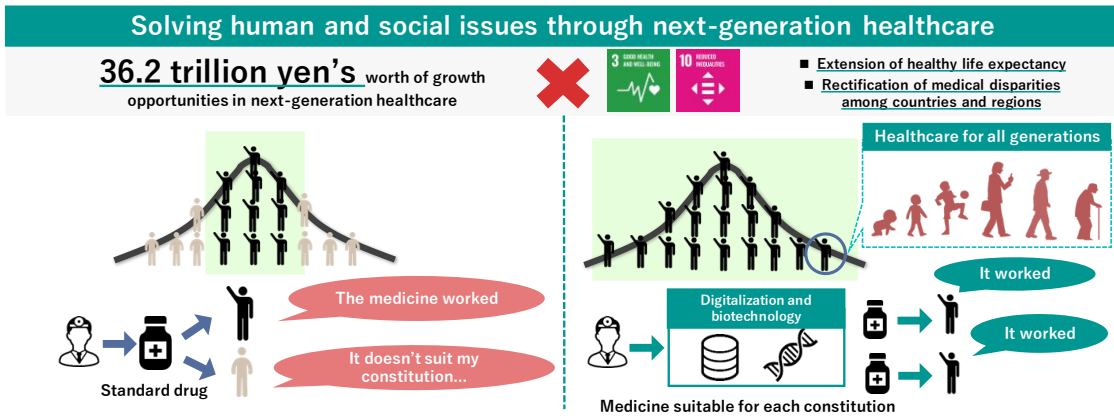 Solving human and social issues through next-generation healthcare
36.2 trillion yen's worth of growth
opportunities in next-generation healthcare
3 GOOD HEALTH
AND WELL-BEING
10 REDUCED
INEQUALITIES
■ Extension of healthy life expectancy
■ Rectification of medical disparities
among countries and regions
The medicine worked
It doesn't suit my
constitution...
Standard drug
Healthcare for all generations
Digitalization and
biotechnology
It worked
It worked
Medicine suitable for each constitution